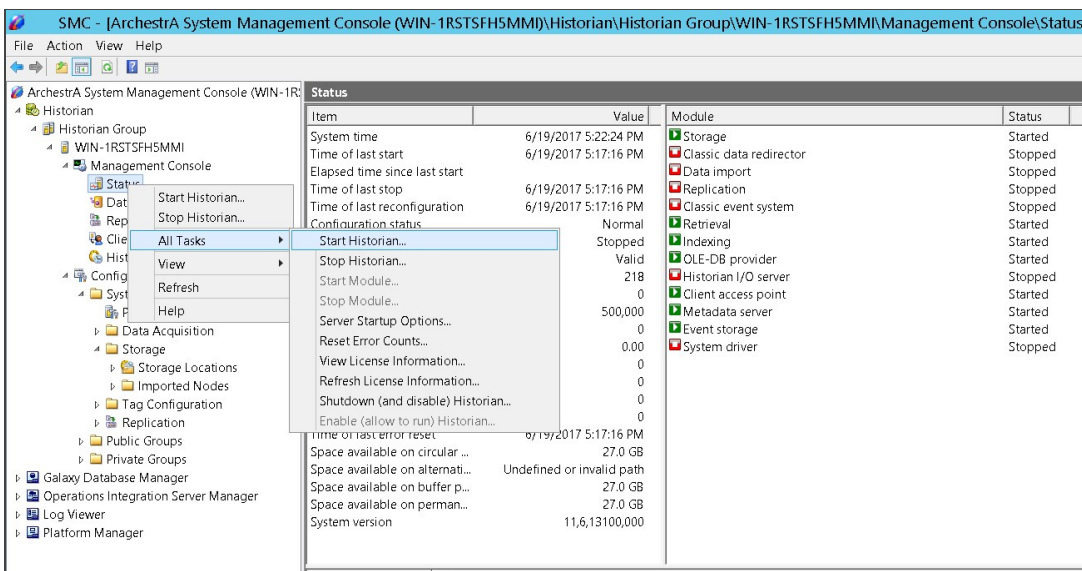 SMC - [ArchestrA System Management Console (WIN-1RSTSFH5MMI)\Historian\Historian Group\WIN-1RSTSFH5MMI\Management Console\Status
File Action View Help
ArchestrA System Management Console (WIN-1R
Historian
Historian Group
WIN-1RSTSFH5MMI
Management Console
Status
Dat
Rep
Clie
Hist
Config
Syst
P
Data Acquisition
Storage
Storage Locations
Imported Nodes
Tag Configuration
Replication
Public Groups
Private Groups
Galaxy Database Manager
Operations Integration Server Manager
Log Viewer
Platform Manager
Start Historian...
Stop Historian...
All Tasks
View
Refresh
Help
Start Historian...
Stop Historian...
Start Module...
Stop Module...
Server Startup Options...
Reset Error Counts...
View License Information...
Refresh License Information...
Shutdown (and disable) Historian...
Enable (allow to run) Historian...
Status
Item Value
System time 6/19/2017 5:22:24 PM
Time of last start 6/19/2017 5:17:16 PM
Elapsed time since last start
Time of last stop 6/19/2017 5:17:16 PM
Time of last reconfiguration 6/19/2017 5:17:16 PM
Configuration status Normal
Stopped
Valid
218
0
500,000
0
0.00
0
0
0
0
Time of last error reset 6/19/2017 5:17:16 PM
Space available on circular ... 27.0 GB
Space available on alternati... Undefined or invalid path
Space available on buffer p... 27.0 GB
Space available on perman... 27.0 GB
System version 11,6,13100,000
Module Status
Storage Started
Classic data redirector Stopped
Data import Stopped
Replication Stopped
Classic event system Stopped
Retrieval Started
Indexing Started
OLE-DB provider Started
Historian I/O server Stopped
Client access point Started
Metadata server Started
Event storage Started
System driver Stopped